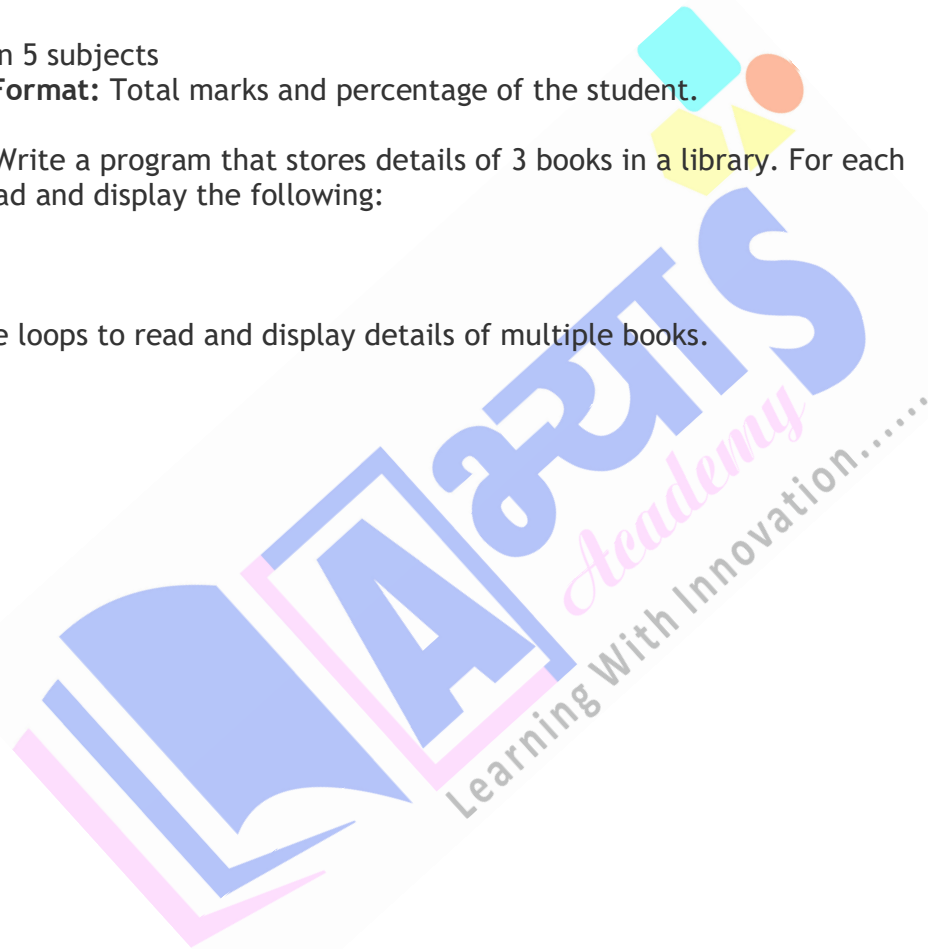 n 5 subjects
Format: Total marks and percentage of the student.
Write a program that stores details of 3 books in a library. For each
ad and display the following:
e loops to read and display details of multiple books.
Aभ्याS
Academy
Learning With Innovation......